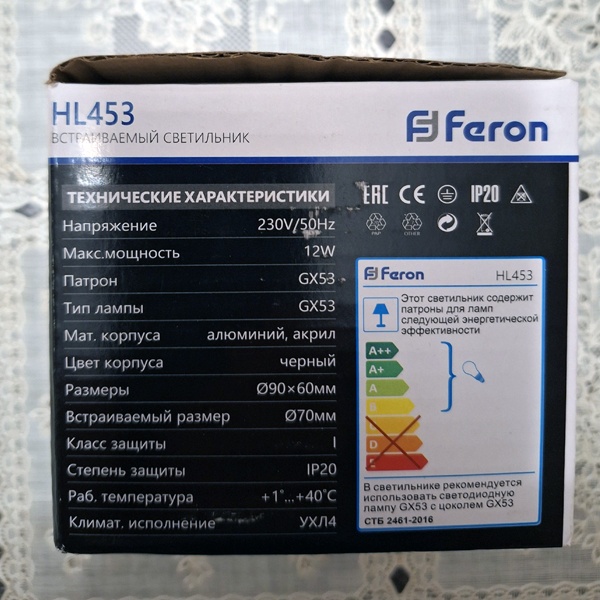 HL453
ВСТРАИВАЕМЫЙ СВЕТИЛЬНИК
Feron
ТЕХНИЧЕСКИЕ ХАРАКТЕРИСТИКИ
Напряжение 230V/50Hz
Макс.мощность 12W
Патрон GX53
Тип лампы GX53
Мат. корпуса алюминий, акрил
Цвет корпуса черный
Размеры Ø90×60мм
Встраиваемый размер Ø70мм
Класс защиты I
Степень защиты IP20
Раб. температура +1°...+40°C
Климат. исполнение УХЛ4
EAC CE IP20
PAP
Feron HL453
Этот светильник содержит
патроны для ламп
следующей энергетической
эффективности
A++
A+
A
B
D
E
В светильнике рекомендуется
использовать светодиодную
лампу GX53 с цоколем GX53
СТБ 2461-2016